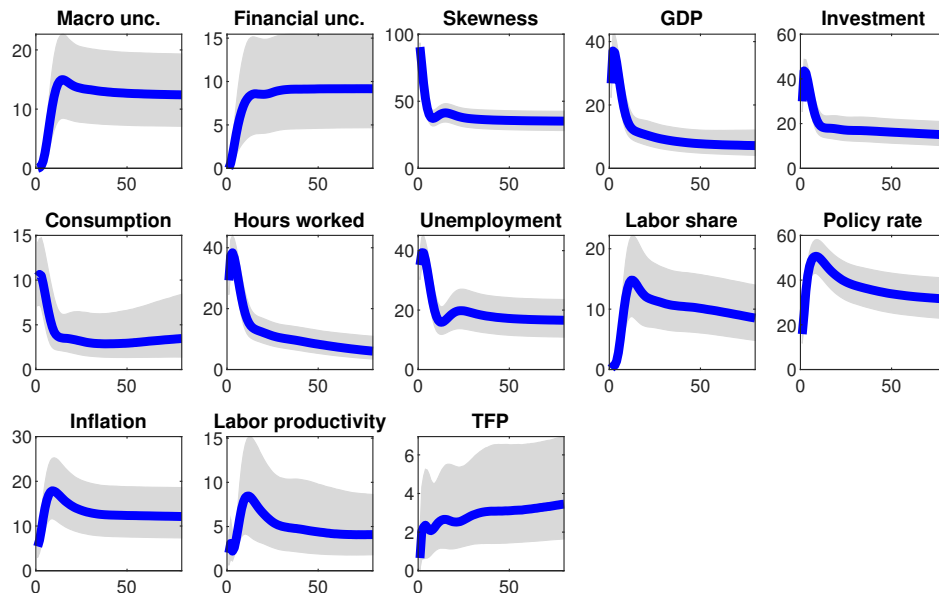 Macro unc. Financial unc. Skewness GDP Investment
20 15 100 40 60
10 10 50 20 40
0 5 0 0 20
0 0
0 50 0 50 0 50 0 50 0 50
Consumption Hours worked Unemployment Labor share Policy rate
15 40 40 20 60
10 20 20 10 40
5 0 0 0 20
0 0
0 50 0 50 0 50 0 50 0 50
Inflation Labor productivity TFP
30 15 6
20 10 4
10 5 2
0 0 0
0 50 0 50 0 50